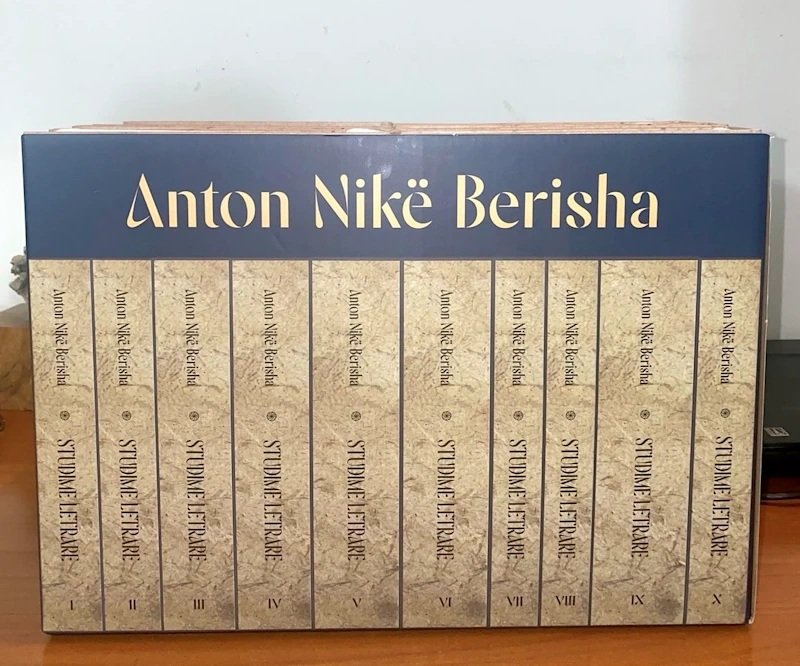 Anton Nikë Berisha
Anton Nikë Berisha STUDIME LETRARE I
Anton Nikë Berisha STUDIME LETRARE II
Anton Nikë Berisha STUDIME LETRARE III
Anton Nikë Berisha STUDIME LETRARE IV
Anton Nikë Berisha STUDIME LETRARE V
Anton Nikë Berisha STUDIME LETRARE VI
Anton Nikë Berisha STUDIME LETRARE VII
Anton Nikë Berisha STUDIME LETRARE VIII
Anton Nikë Berisha STUDIME LETRARE IX
Anton Nikë Berisha STUDIME LETRARE X